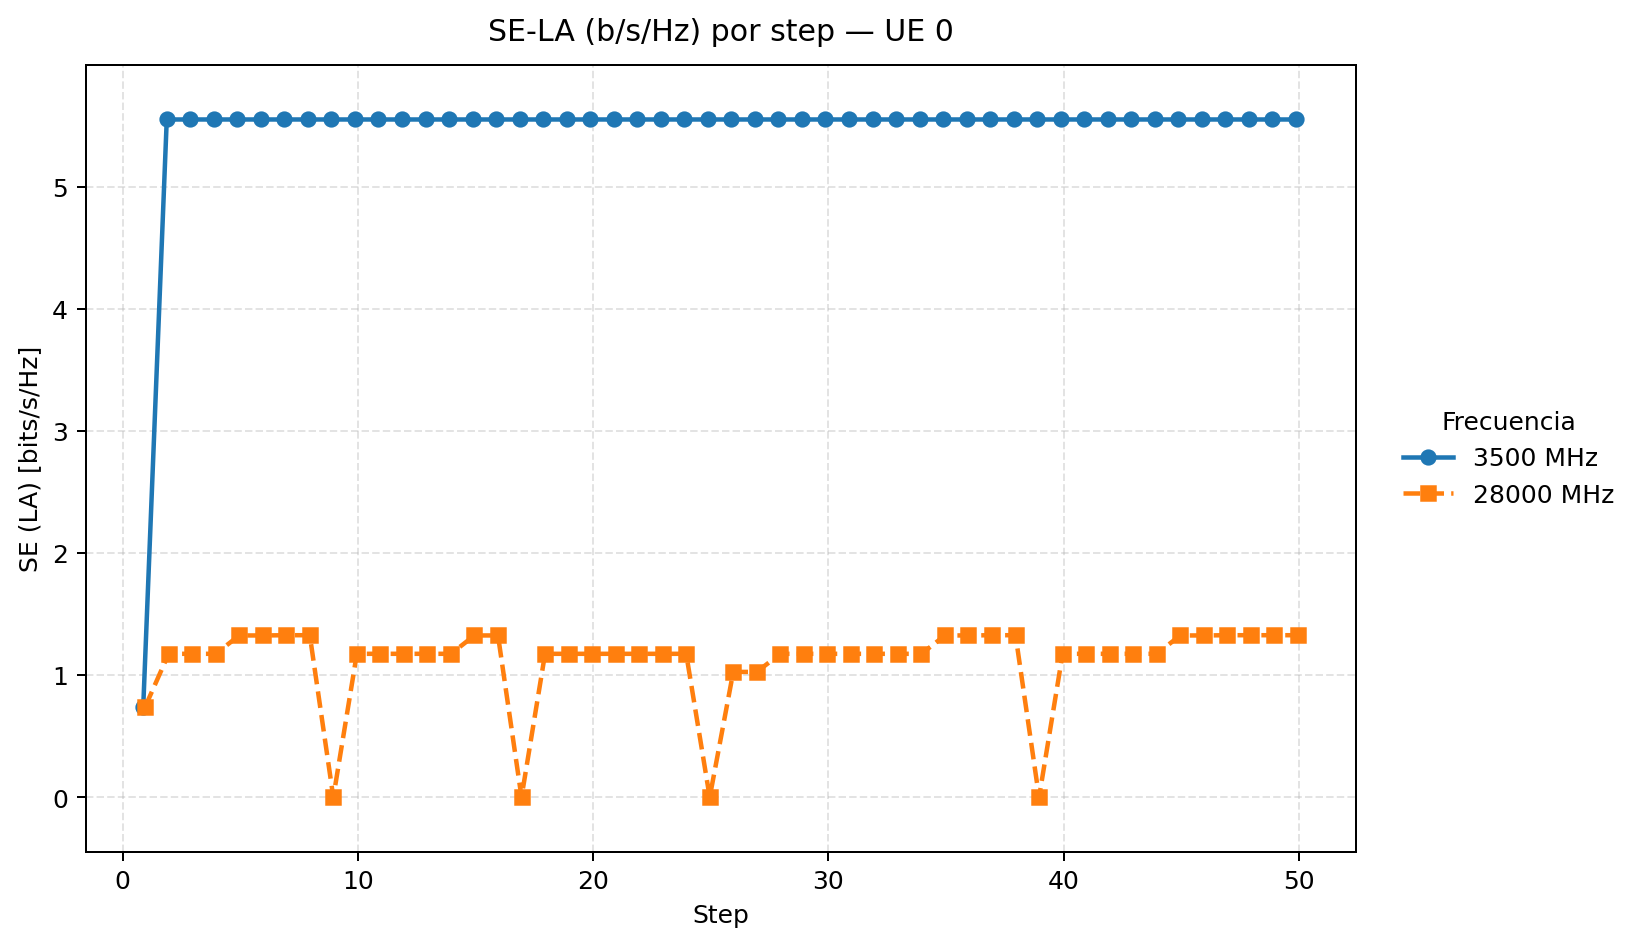 SE-LA (b/s/Hz) por step — UE 0
SE (LA) [bits/s/Hz]
5
4
3
2
1
0
0 10 20 30 40 50
Step
Frecuencia
3500 MHz
28000 MHz